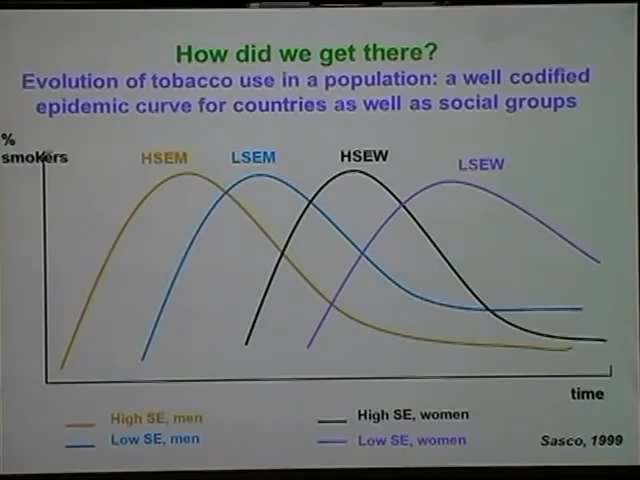 How did we get there?
Evolution of tobacco use in a population: a well codified
epidemic curve for countries as well as social groups
%
smokers
HSEM
LSEM
HSEW
LSEW
time
High SE, men
High SE, women
Low SE, men
Low SE, women
Sasco, 1999